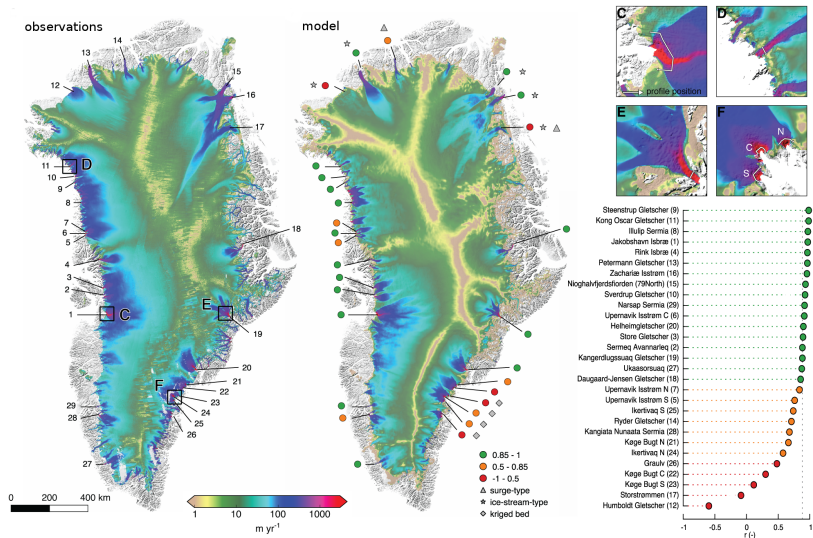 observations
model
14
13
12
15
16
17
11
10
9
8
7
6
5
4
3
2
1
18
19
20
21
22
23
24
25
26
29
28
27
D
C
E
F
0 200 400 km
1 10 100 1000
m yr⁻¹
0.85 - 1
0.5 - 0.85
-1 - 0.5
surge-type
ice-stream-type
kriged bed
C
profile position
D
E
F
N
C
S
Steenstrup Gletscher (9)
Kong Oscar Gletscher (11)
Illulip Sermia (8)
Jakobshavn Isbræ (1)
Rink Isbræ (4)
Petermann Gletscher (13)
Zachariæ Isstrøm (16)
Nioghalvfjerdsfjorden (79North) (15)
Sverdrup Gletscher (10)
Narsap Sermia (29)
Upernavik Isstrøm C (6)
Helheimgletscher (20)
Store Gletscher (3)
Sermeq Avannarleq (2)
Kangerdlugssuaq Gletscher (19)
Ukaasorsuaq (27)
Daugaard-Jensen Gletscher (18)
Upernavik Isstrøm N (7)
Upernavik Isstrøm S (5)
Ikertivaq S (25)
Ryder Gletscher (14)
Kangiata Nunaata Sermia (28)
Køge Bugt N (21)
Ikertivaq N (24)
Graulv (26)
Køge Bugt C (22)
Køge Bugt S (23)
Storstrømmen (17)
Humboldt Gletscher (12)
-1 -0.5 0 0.5 1
r (-)